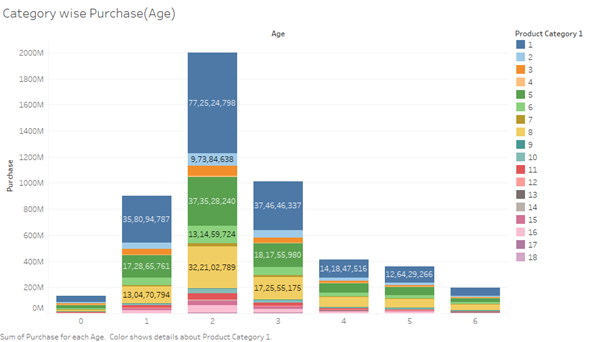 Category wise Purchase(Age)
Age
Product Category 1
2000M
1800M
1600M
1400M
1200M
1000M
800M
600M
400M
200M
0M
Purchase
77,25,24,798
9,73,84,638
37,35,28,240
13,14,59,724
32,21,02,789
35,80,94,787
17,28,65,761
13,04,70,794
37,46,46,337
18,17,55,980
17,25,55,175
14,18,47,516
12,64,29,266
0
1
2
3
4
5
6
1
2
3
4
5
6
7
8
9
10
11
12
13
14
15
16
17
18
Sum of Purchase for each Age. Color shows details about Product Category 1.